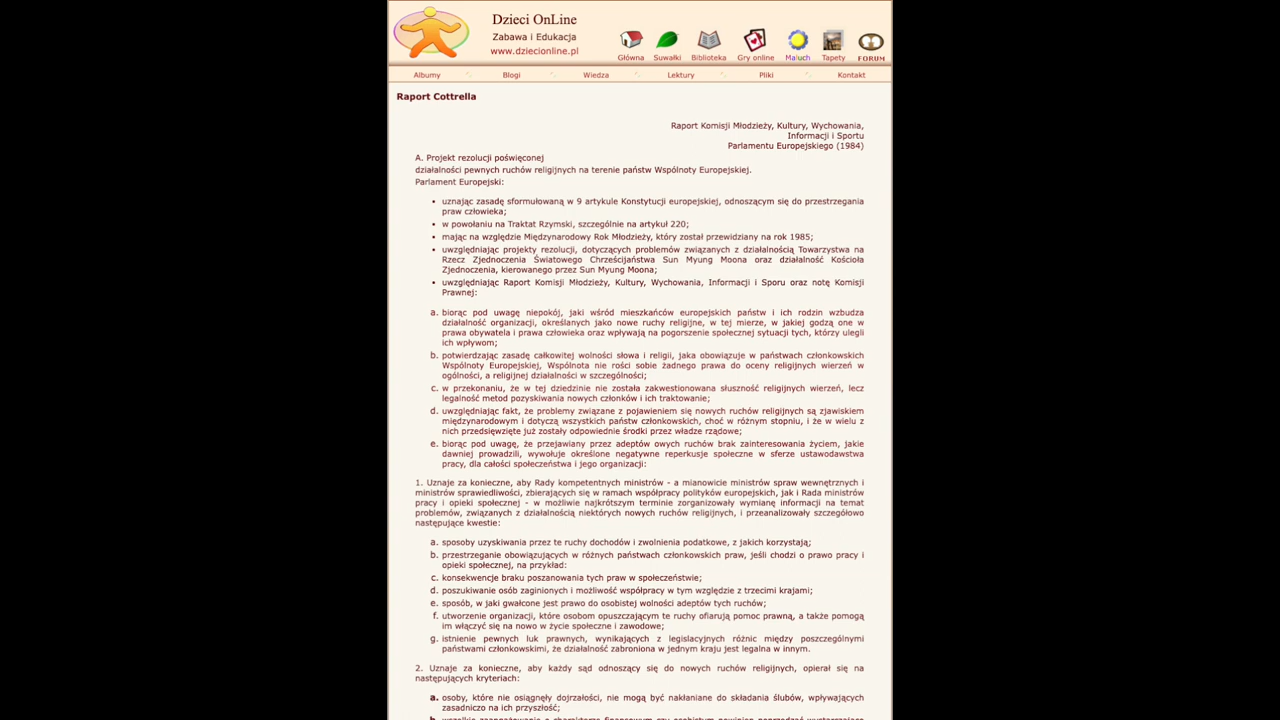 Dzieci OnLine
Zabawa i Edukacja
www.dziecionline.pl
Główna Suwałki Biblioteka Gry online Maluch Tapety FORUM
Albumy Blogi Wiedza Lektury Pliki Kontakt
Raport Cottrella
Raport Komisji Młodzieży, Kultury, Wychowania,
Informacji i Sportu
Parlamentu Europejskiego (1984)
A. Projekt rezolucji poświęconej
działalności pewnych ruchów religijnych na terenie państw Wspólnoty Europejskiej.
Parlament Europejski:
• uznając zasadę sformułowaną w 9 artykule Konstytucji europejskiej, odnoszącym się do przestrzegania
praw człowieka;
• w powołaniu na Traktat Rzymski, szczególnie na artykuł 220;
• mając na względzie Międzynarodowy Rok Młodzieży, który został przewidziany na rok 1985;
• uwzględniając projekty rezolucji, dotyczących problemów związanych z działalnością Towarzystwa na
Rzecz Zjednoczenia Światowego Chrześcijaństwa Sun Myung Moona oraz działalność Kościoła
Zjednoczenia, kierowanego przez Sun Myung Moona;
• uwzględniając Raport Komisji Młodzieży, Kultury, Wychowania, Informacji i Sporu oraz notę Komisji
Prawnej:
a. biorąc pod uwagę niepokój, jaki wśród mieszkańców europejskich państw i ich rodzin wzbudza
działalność organizacji, określanych jako nowe ruchy religijne, w tej mierze, w jakiej godzą one w
prawa obywatela i prawa człowieka oraz wpływają na pogorszenie społecznej sytuacji tych, którzy ulegli
ich wpływom;
b. potwierdzając zasadę całkowitej wolności słowa i religii, jaka obowiązuje w państwach członkowskich
Wspólnoty Europejskiej, Wspólnota nie rości sobie żadnego prawa do oceny religijnych wierzeń w
ogólności, a religijnej działalności w szczególności;
c. w przekonaniu, że w tej dziedzinie nie została zakwestionowana słuszność religijnych wierzeń, lecz
legalność metod pozyskiwania nowych członków i ich traktowanie;
d. uwzględniając fakt, że problemy związane z pojawieniem się nowych ruchów religijnych są zjawiskiem
międzynarodowym i dotyczą wszystkich państw członkowskich, choć w różnym stopniu, i że w wielu z
nich przedsięwzięte już zostały odpowiednie środki przez władze rządowe;
e. biorąc pod uwagę, że przejawiany przez adeptów owych ruchów brak zainteresowania życiem, jakie
dawniej prowadzili, wywołuje określone negatywne reperkusje społeczne w sferze ustawodawstwa
pracy, dla całości społeczeństwa i jego organizacji:
1. Uznaje za konieczne, aby Rady kompetentnych ministrów - a mianowicie ministrów spraw wewnętrznych i
ministrów sprawiedliwości, zbierających się w ramach współpracy polityków europejskich, jak i Rada ministrów
pracy i opieki społecznej - w możliwie najkrótszym terminie zorganizowały wymianę informacji na temat
problemów, związanych z działalnością niektórych nowych ruchów religijnych, i przeanalizowały szczegółowo
następujące kwestie:
a. sposoby uzyskiwania przez te ruchy dochodów i zwolnienia podatkowe, z jakich korzystają;
b. przestrzeganie obowiązujących w różnych państwach członkowskich praw, jeśli chodzi o prawo pracy i
opieki społecznej, na przykład:
c. konsekwencje braku poszanowania tych praw w społeczeństwie;
d. poszukiwanie osób zaginionych i możliwość współpracy w tym względzie z trzecimi krajami;
e. sposób, w jaki gwałcone jest prawo do osobistej wolności adeptów tych ruchów;
f. utworzenie organizacji, które osobom opuszczającym te ruchy ofiarują pomoc prawną, a także pomogą
im włączyć się na nowo w życie społeczne i zawodowe;
g. istnienie pewnych luk prawnych, wynikających z legislacyjnych różnic między poszczególnymi
państwami członkowskimi, że działalność zabroniona w jednym kraju jest legalna w innym.
2. Uznaje za konieczne, aby każdy sąd odnoszący się do nowych ruchów religijnych, opierał się na
następujących kryteriach:
a. osoby, które nie osiągnęły dojrzałości, nie mogą być nakłaniane do składania ślubów, wpływających
zasadniczo na ich przyszłość;